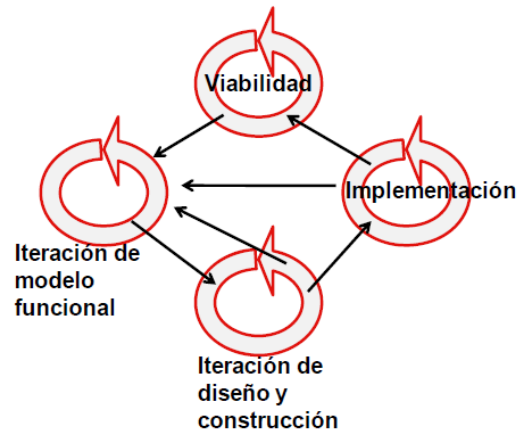 Viabilidad
Implementación
Iteración de
modelo
funcional
Iteración de
diseño y
construcción